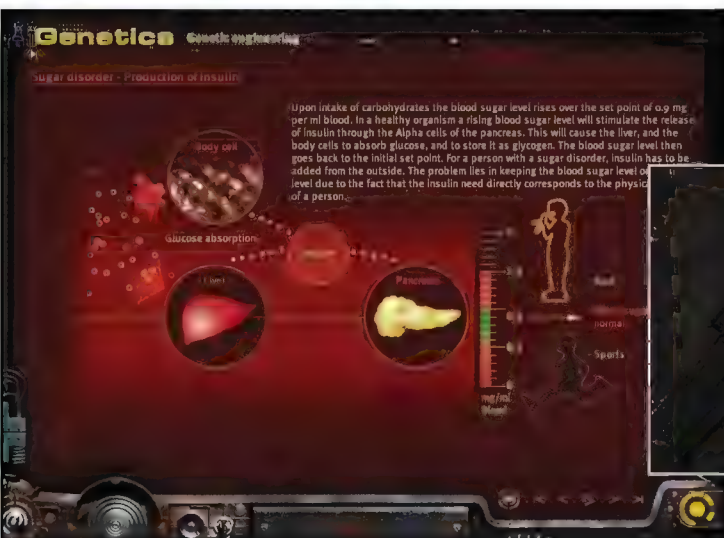 Genetics Genetic engineering
Sugar disorder - Production of insulin
Upon intake of carbohydrates the blood sugar level rises over the set point of 0.9 mg
per ml blood. In a healthy organism a rising blood sugar level will stimulate the release
of insulin through the Alpha cells of the pancreas. This will cause the liver, and the
body cells to absorb glucose, and to store it as glycogen. The blood sugar level then
goes back to the initial set point. For a person with a sugar disorder, insulin has to be
added from the outside. The problem lies in keeping the blood sugar level
level due to the fact that the insulin need directly corresponds to the
of a person.
Body cell
Glucose absorption
Liver
Pancreas
normal
- Sports
mg/ml